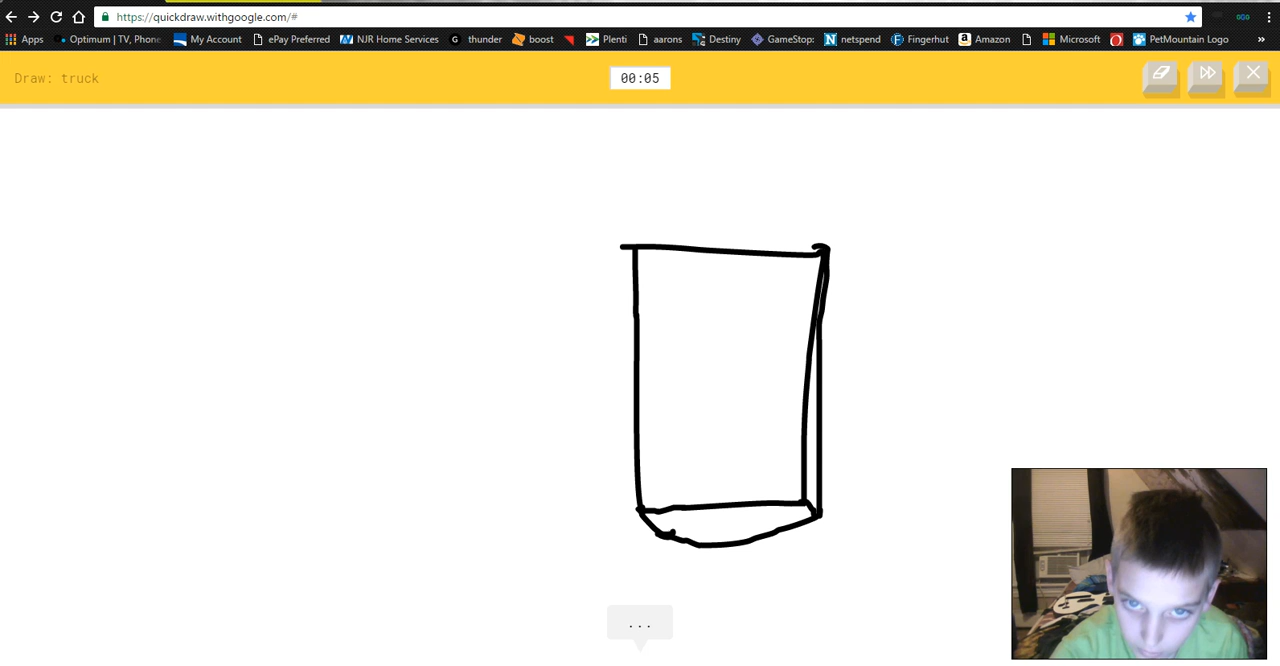 https://quickdraw.withgoogle.com/#
Apps Optimum | TV, Phone My Account ePay Preferred NJR Home Services thunder boost Plenti aarons Destiny GameStop: netspend Fingerhut Amazon Microsoft PetMountain Logo »
Draw: truck 00:05
...